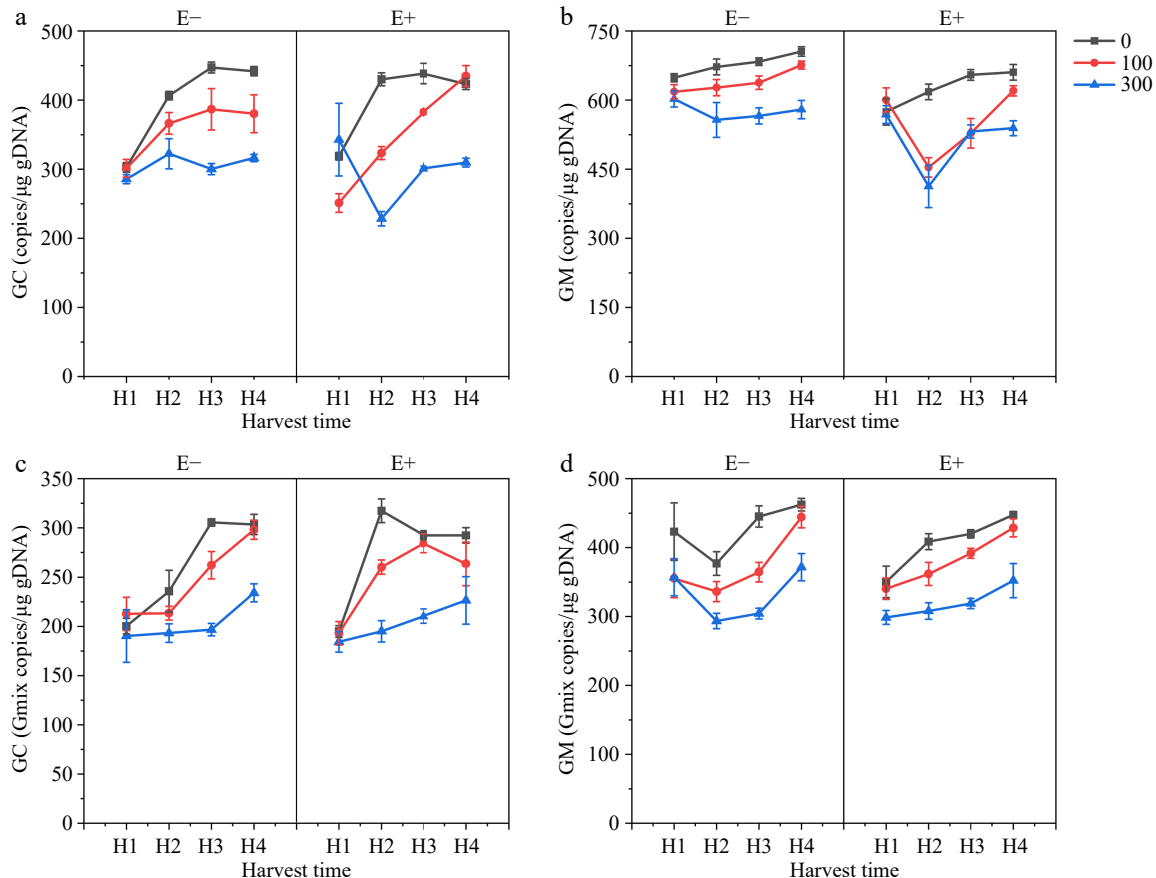 a
E−
E+
500
400
300
200
100
0
GC (copies/μg gDNA)
H1 H2 H3 H4 H1 H2 H3 H4
Harvest time
b
E−
E+
750
600
450
300
150
0
GM (copies/μg gDNA)
H1 H2 H3 H4 H1 H2 H3 H4
Harvest time
0
100
300
c
E−
E+
350
300
250
200
150
100
50
0
GC (Gmix copies/μg gDNA)
H1 H2 H3 H4 H1 H2 H3 H4
Harvest time
d
E−
E+
500
400
300
200
100
0
GM (Gmix copies/μg gDNA)
H1 H2 H3 H4 H1 H2 H3 H4
Harvest time